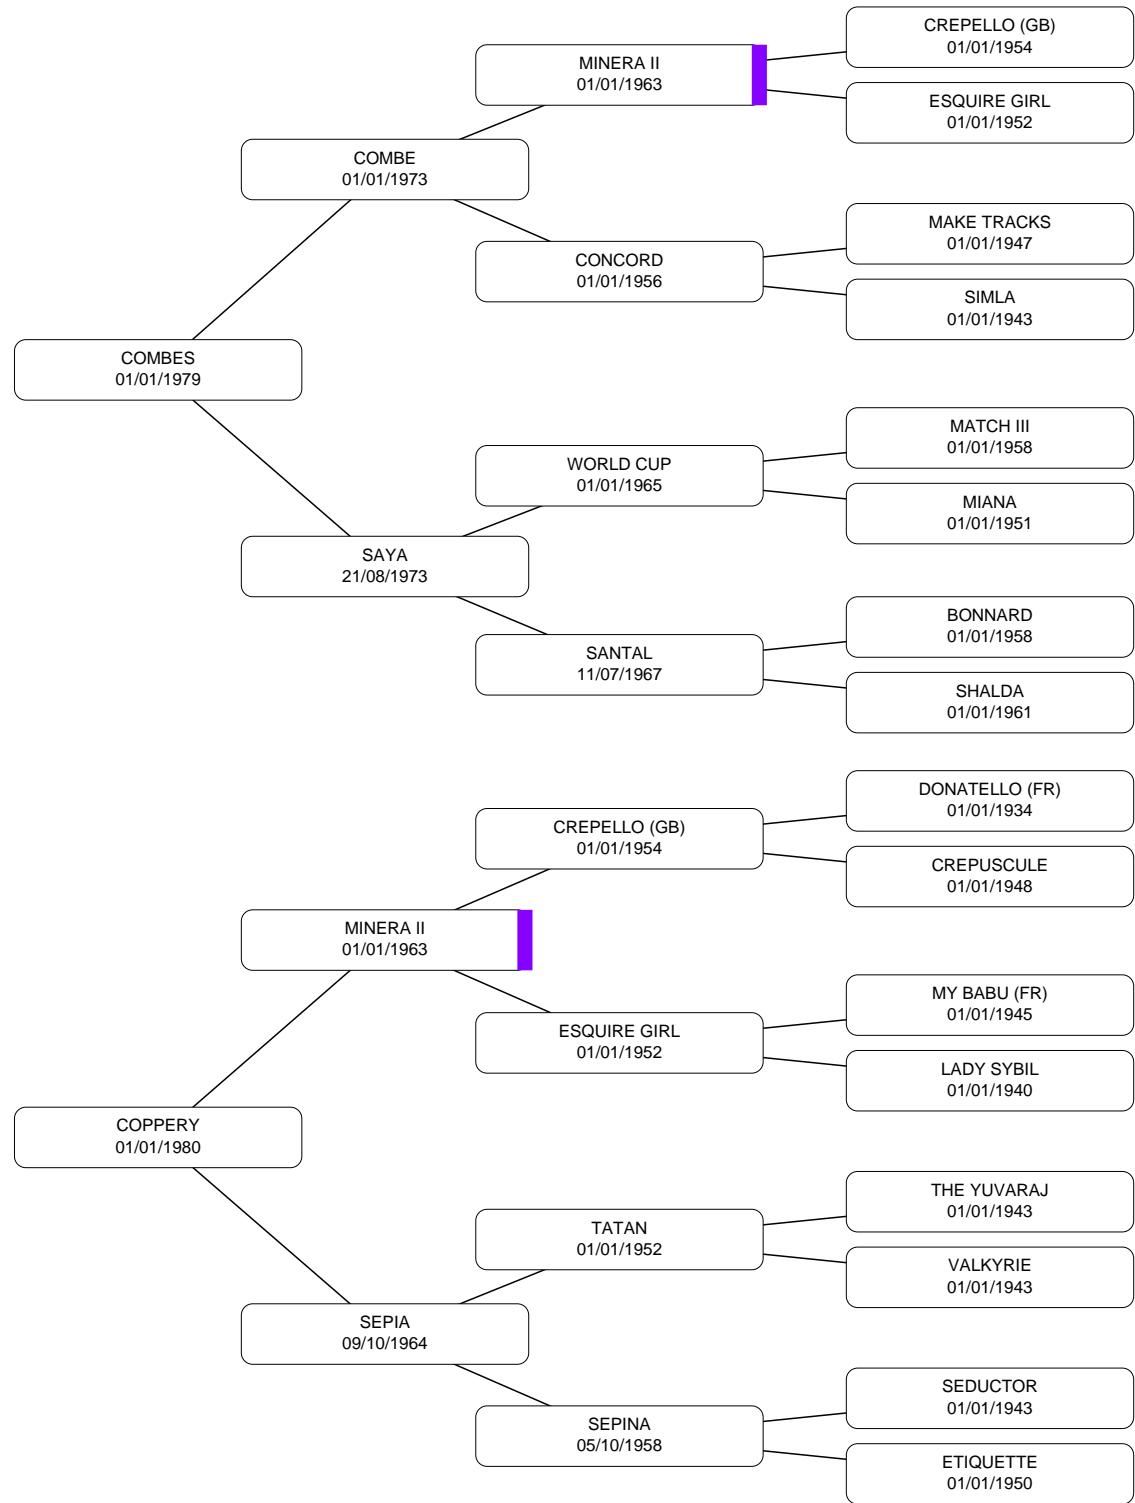 CREPELLO (GB)
01/01/1954
MINERA II
01/01/1963
ESQUIRE GIRL
01/01/1952
COMBE
01/01/1973
MAKE TRACKS
01/01/1947
CONCORD
01/01/1956
SIMLA
01/01/1943
COMBES
01/01/1979
MATCH III
01/01/1958
WORLD CUP
01/01/1965
MIANA
01/01/1951
SAYA
21/08/1973
BONNARD
01/01/1958
SANTAL
11/07/1967
SHALDA
01/01/1961
DONATELLO (FR)
01/01/1934
CREPELLO (GB)
01/01/1954
CREPUSCULE
01/01/1948
MINERA II
01/01/1963
MY BABU (FR)
01/01/1945
ESQUIRE GIRL
01/01/1952
LADY SYBIL
01/01/1940
COPPERY
01/01/1980
THE YUVARAJ
01/01/1943
TATAN
01/01/1952
VALKYRIE
01/01/1943
SEPIA
09/10/1964
SEDUCTOR
01/01/1943
SEPINA
05/10/1958
ETIQUETTE
01/01/1950